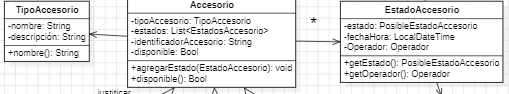 TipoAccesorio
-nombre: String
-descripción: String
+nombre(): String
Accesorio
-tipoAccesorio: TipoAccesorio
-estados: List<EstadosAccesorio>
-identificadorAccesorio: String
-disponible: Bool
+agregarEstado(EstadoAccesorio): void
+disponible(): Bool
*
EstadoAccesorio
-estado: PosibleEstadoAccesorio
-fechaHora: LocalDateTime
-Operador: Operador
+getEstado(): PosibleEstadoAccesorio
+getOperador(): Operador
justificar